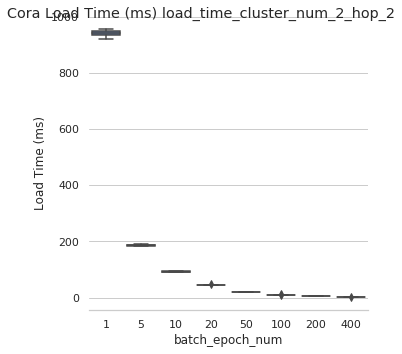 Cora Load Time (ms) load_time_cluster_num_2_hop_2
1000
800
600
400
200
0
Load Time (ms)
1 5 10 20 50 100 200 400
batch_epoch_num